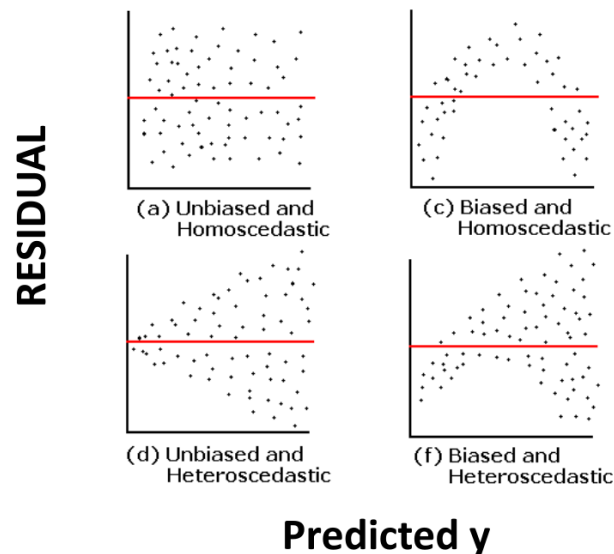 RESIDUAL
(a) Unbiased and
Homoscedastic
(c) Biased and
Homoscedastic
(d) Unbiased and
Heteroscedastic
(f) Biased and
Heteroscedastic
Predicted y